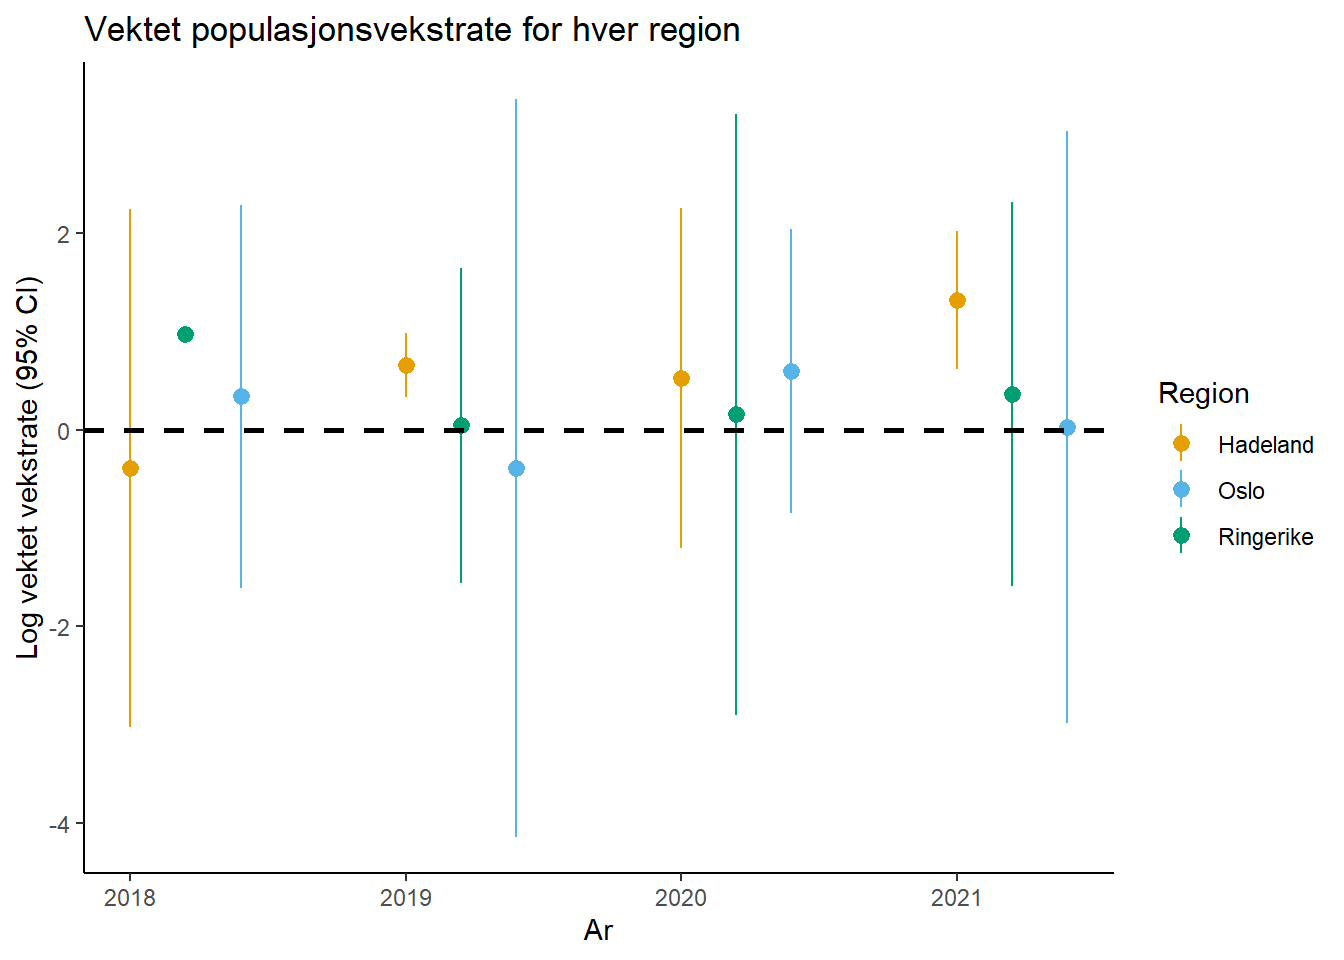 Vektet populasjonsvekstrate for hver region
Log vektet vekstrate (95% CI)
2
0
-2
-4
2018
2019
2020
2021
Ar
Region
Hadeland
Oslo
Ringerike